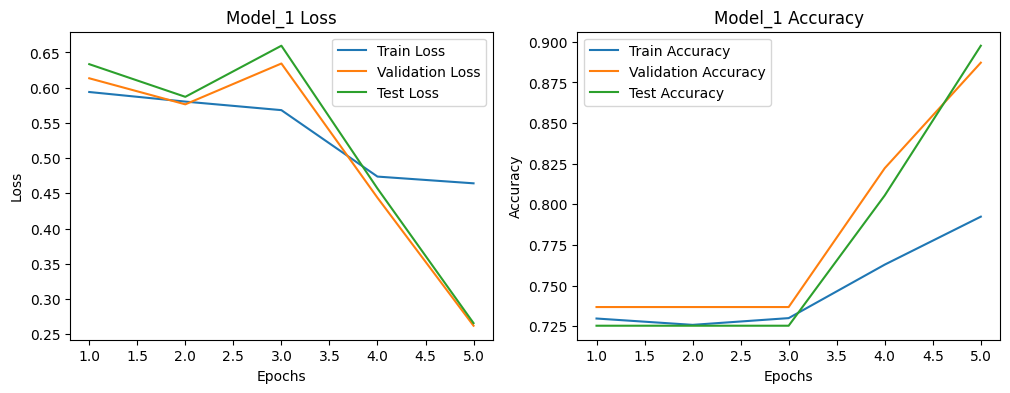 Model_1 Loss
0.65
0.60
0.55
0.50
0.45
0.40
0.35
0.30
0.25
Loss
Train Loss
Validation Loss
Test Loss
1.0 1.5 2.0 2.5 3.0 3.5 4.0 4.5 5.0
Epochs
Model_1 Accuracy
0.900
0.875
0.850
0.825
0.800
0.775
0.750
0.725
Accuracy
Train Accuracy
Validation Accuracy
Test Accuracy
1.0 1.5 2.0 2.5 3.0 3.5 4.0 4.5 5.0
Epochs